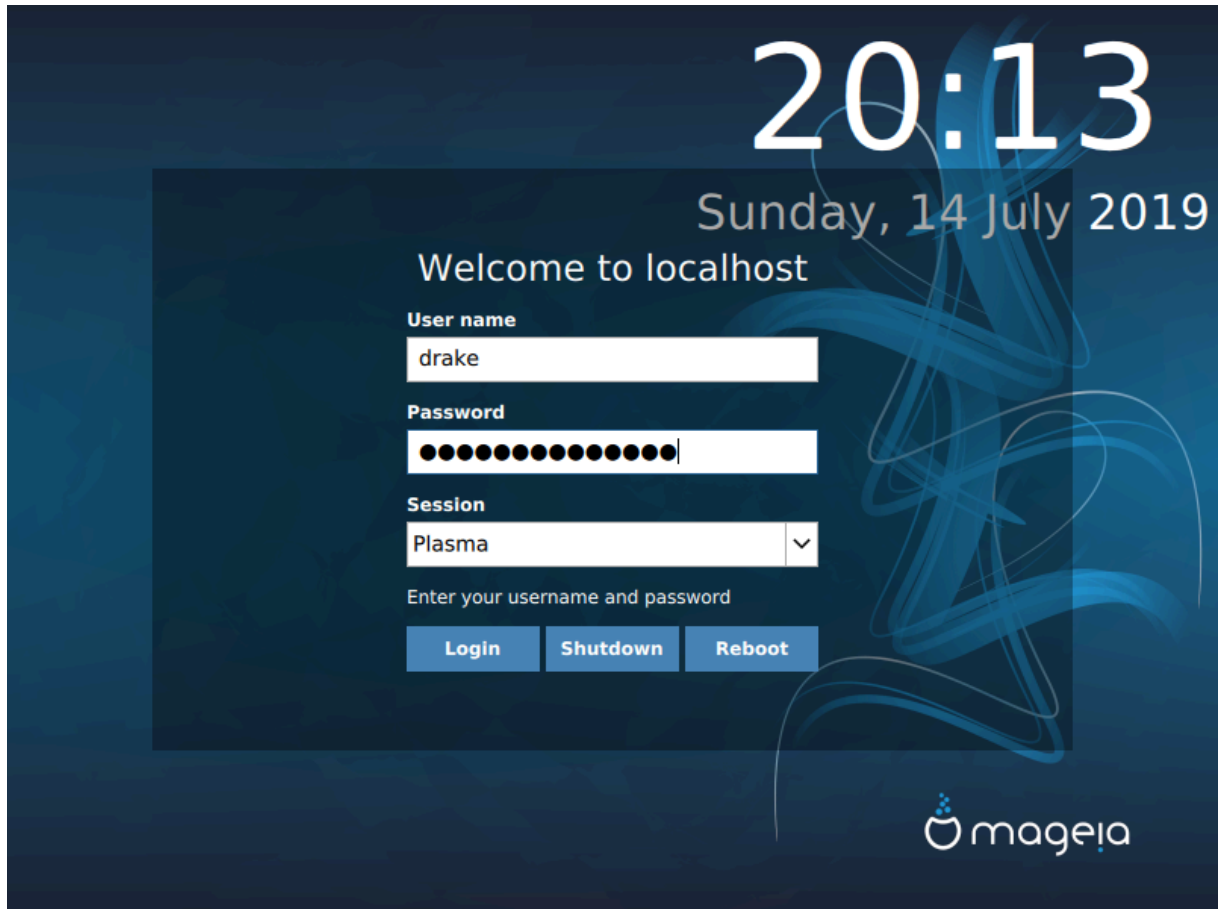 20:13
Sunday, 14 July 2019
Welcome to localhost
User name
drake
Password
●●●●●●●●●●●●●●
Session
Plasma
Enter your username and password
Login Shutdown Reboot
mageia